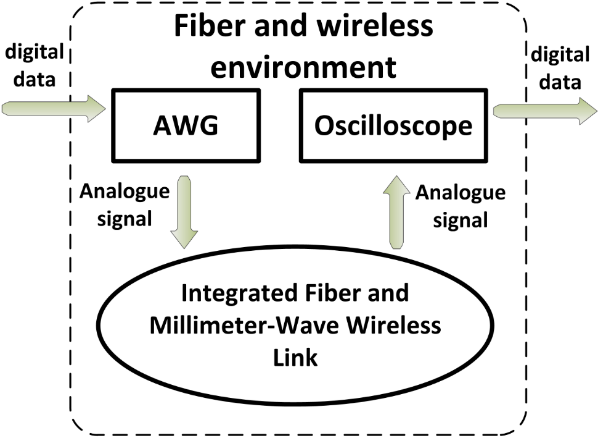 Fiber and wireless
environment
digital
data
digital
data
AWG
Oscilloscope
Analogue
signal
Analogue
signal
Integrated Fiber and
Millimeter-Wave Wireless
Link